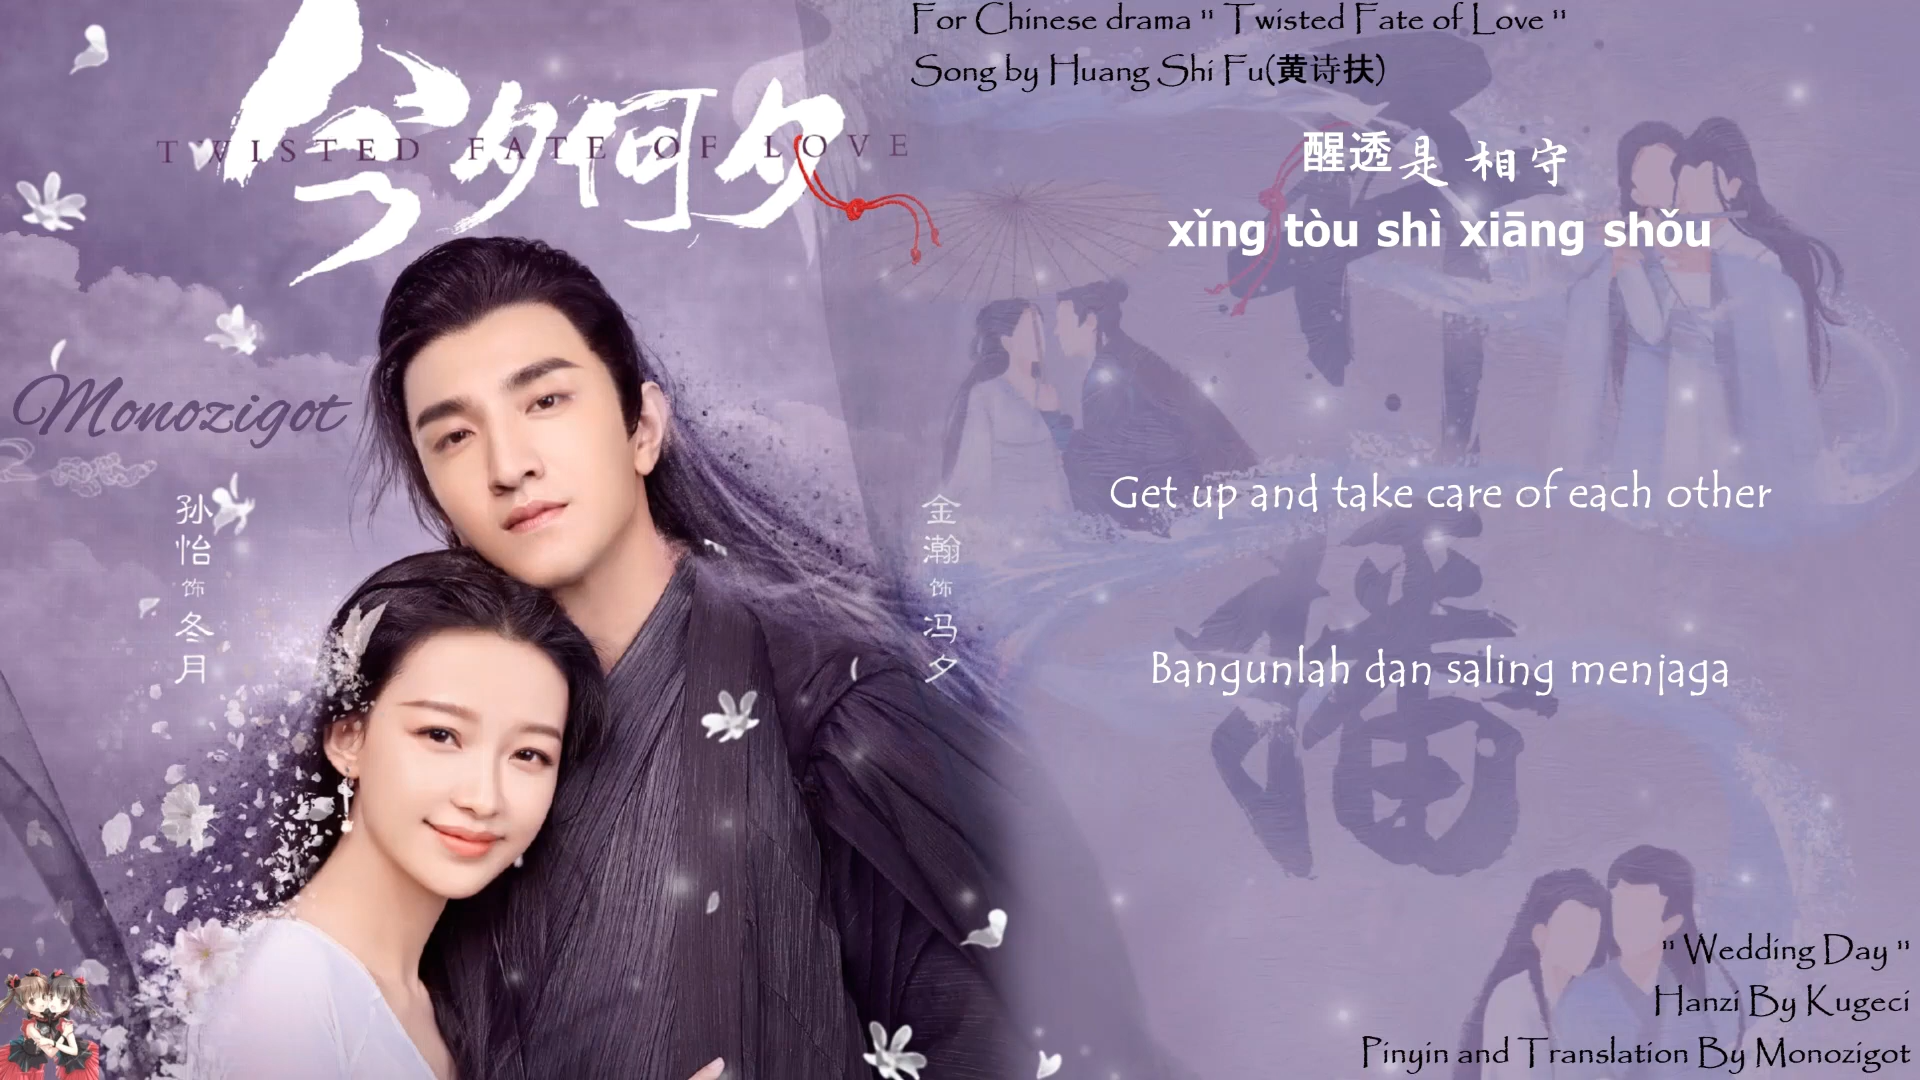 For Chinese drama " Twisted Fate of Love "
Song by Huang Shi Fu(黄诗扶)
今夕何夕
TWISTED FATE OF LOVE
醒透是 相守
xǐng tòu shì xiāng shǒu
Monozigot
孙怡饰冬月
金瀚饰冯夕
Get up and take care of each other
Bangunlah dan saling menjaga
播
" Wedding Day "
Hanzi By Kugeci
Pinyin and Translation By Monozigot